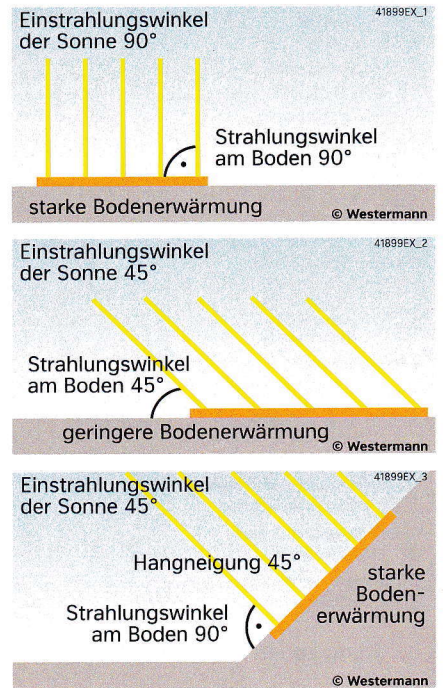 Einstrahlungswinkel
der Sonne 90°
41899EX_1
Strahlungswinkel
am Boden 90°
starke Bodenerwärmung
© Westermann
Einstrahlungswinkel
der Sonne 45°
41899EX_2
Strahlungswinkel
am Boden 45°
geringere Bodenerwärmung
© Westermann
Einstrahlungswinkel
der Sonne 45°
41899EX_3
Hangneigung 45°
starke
Boden-
erwärmung
Strahlungswinkel
am Boden 90°
© Westermann